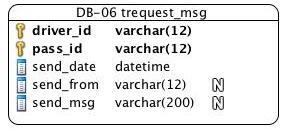 DB-06 trequest_msg
driver_id varchar(12)
pass_id varchar(12)
send_date datetime
send_from varchar(12) N
send_msg varchar(200) N